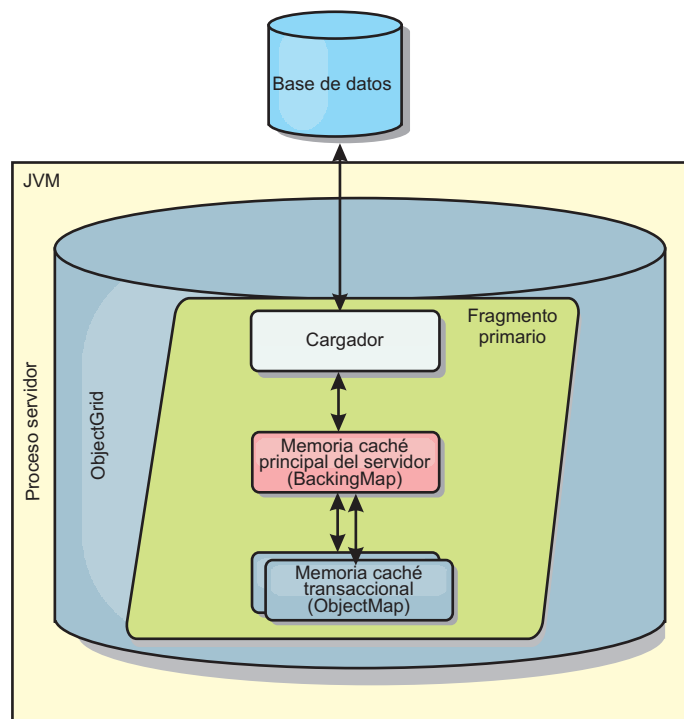 Base de datos
JVM
Fragmento
primario
Cargador
Memoria caché
principal del servidor
(BackingMap)
Memoria caché
transaccional
(ObjectMap)
ObjectGrid
Proceso servidor